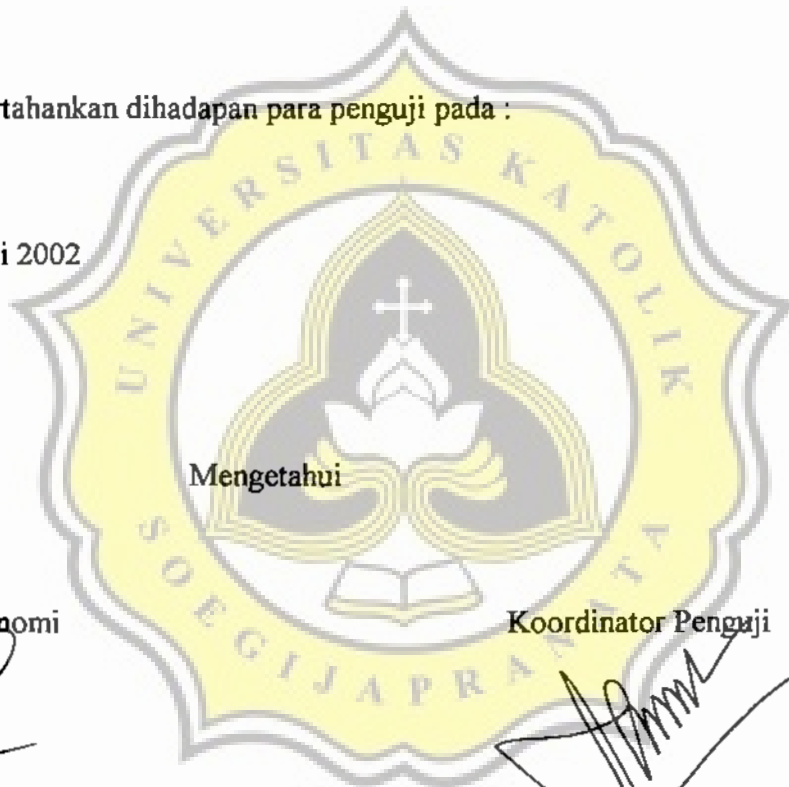 rtahankan dihadapan para penguji pada :
i 2002
UNIVERSITAS KATOLIK
Mengetahui
SOEGIJAPRANATA
nomi
Koordinator Penguji